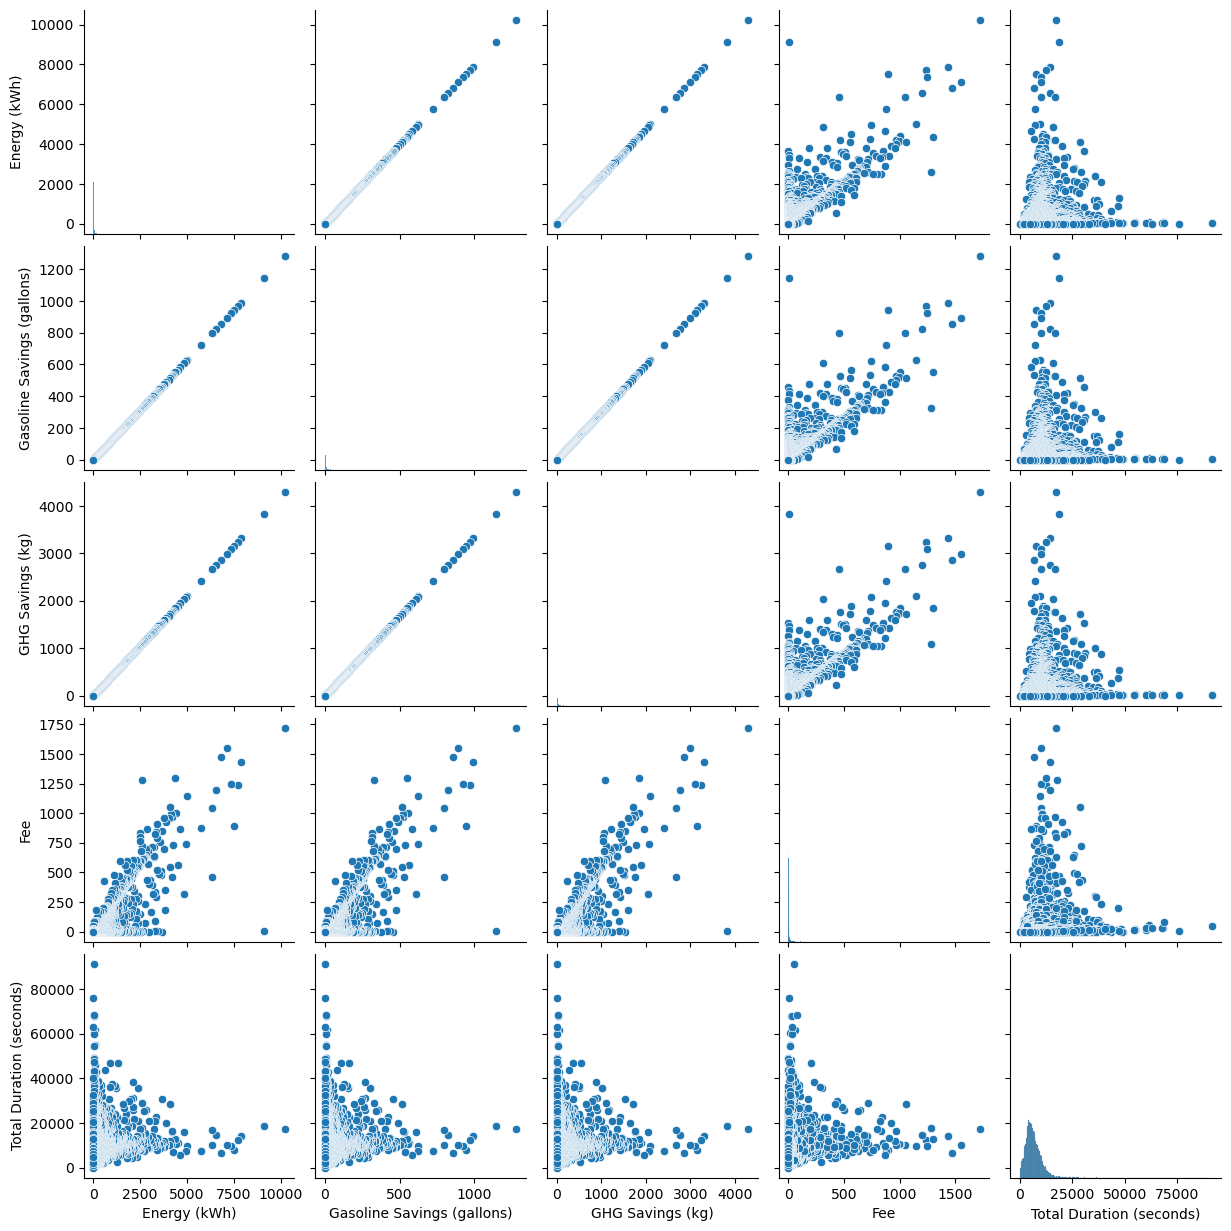 10000
8000
6000
4000
2000
0
Energy (kWh)
1200
1000
800
600
400
200
0
Gasoline Savings (gallons)
4000
3000
2000
1000
0
GHG Savings (kg)
1750
1500
1250
1000
750
500
250
0
Fee
80000
60000
40000
20000
0
Total Duration (seconds)
0 2500 5000 7500 10000
Energy (kWh)
0 500 1000
Gasoline Savings (gallons)
0 1000 2000 3000 4000
GHG Savings (kg)
0 500 1000 1500
Fee
0 25000 50000 75000
Total Duration (seconds)